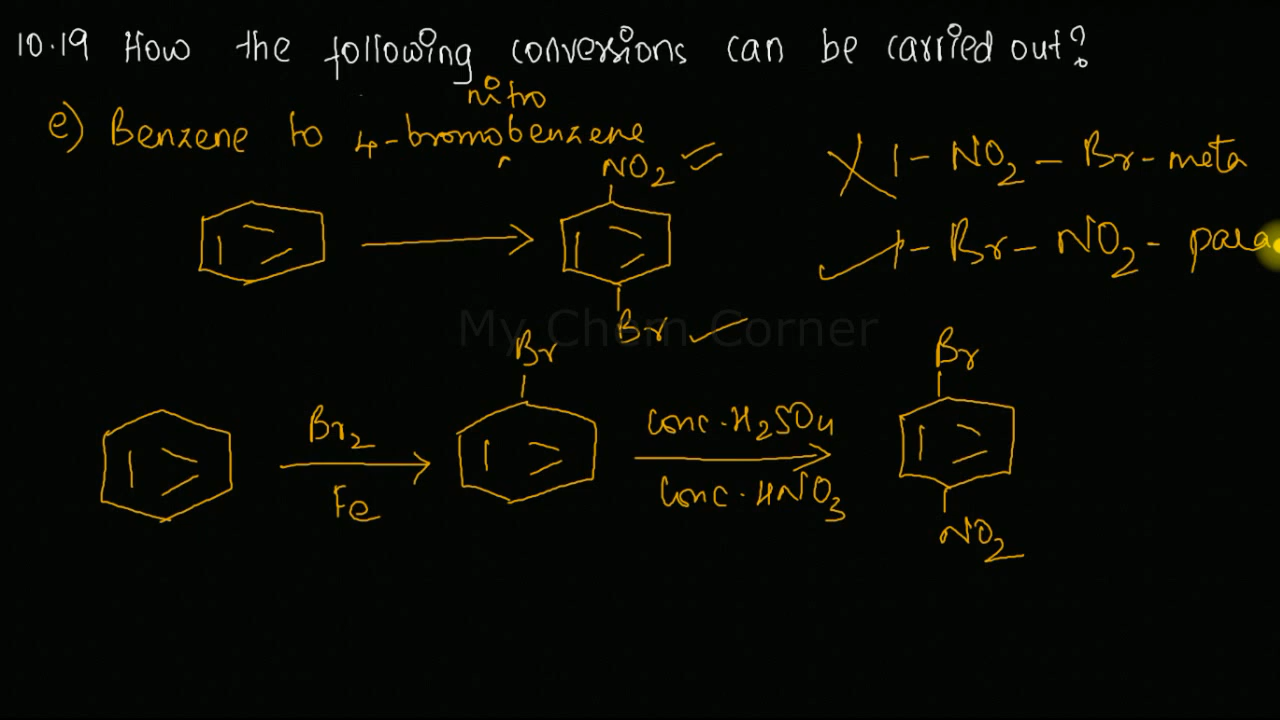 10.19 How the following conversions can be carried out?
nitro
e) Benzene to 4-bromobenzene
NO2
X 1- NO2 - Br- meta
1- Br- NO2- para
Br
My Chem Corner
Br
Br
Br2
Fe
conc. H2SO4
conc. HNO3
NO2